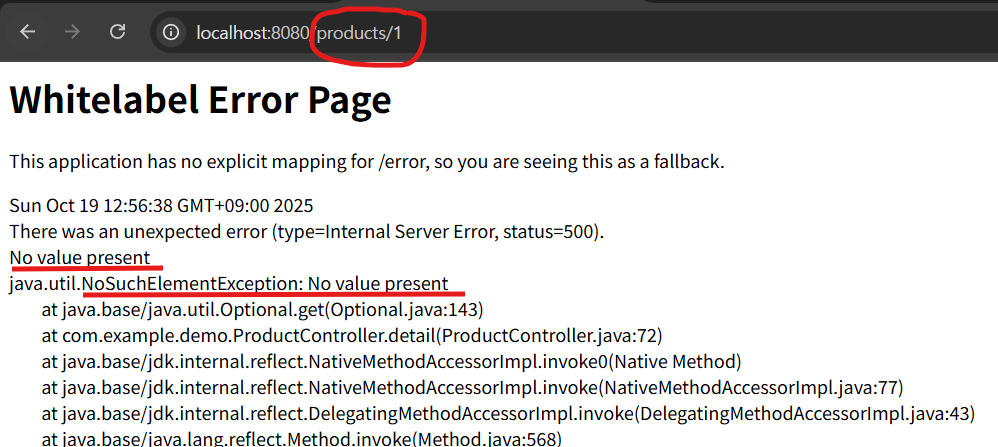 localhost:8080/products/1
Whitelabel Error Page
This application has no explicit mapping for /error, so you are seeing this as a fallback.
Sun Oct 19 12:56:38 GMT+09:00 2025
There was an unexpected error (type=Internal Server Error, status=500).
No value present
java.util.NoSuchElementException: No value present
at java.base/java.util.Optional.get(Optional.java:143)
at com.example.demo.ProductController.detail(ProductController.java:72)
at java.base/jdk.internal.reflect.NativeMethodAccessorImpl.invoke0(Native Method)
at java.base/jdk.internal.reflect.NativeMethodAccessorImpl.invoke(NativeMethodAccessorImpl.java:77)
at java.base/jdk.internal.reflect.DelegatingMethodAccessorImpl.invoke(DelegatingMethodAccessorImpl.java:43)
at java.base/java.lang.reflect.Method.invoke(Method.java:568)